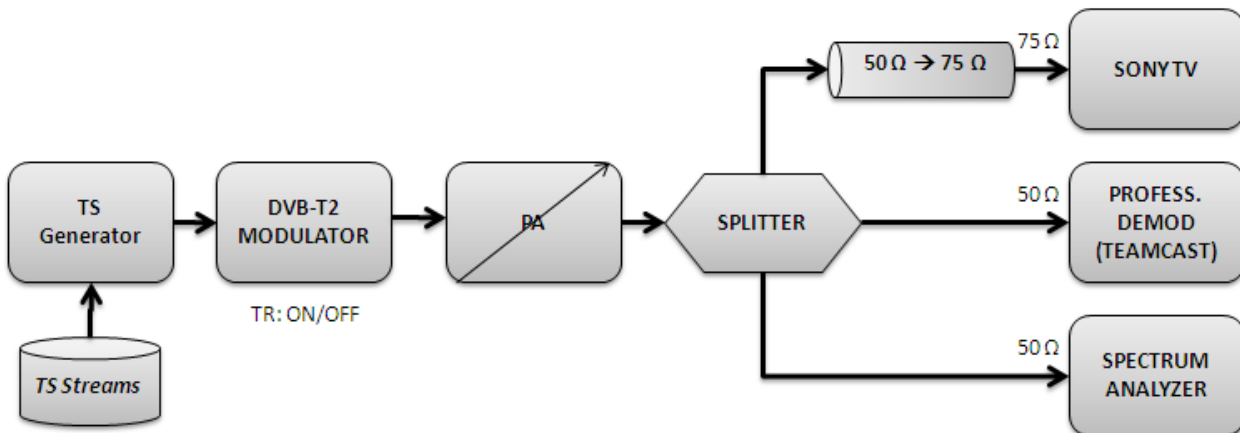 75 Ω
50 Ω → 75 Ω
SONY TV
TS
Generator
DVB-T2
MODULATOR
PA
SPLITTER
50 Ω
PROFESS.
DEMOD
(TEAMCAST)
TR: ON/OFF
TS Streams
50 Ω
SPECTRUM
ANALYZER